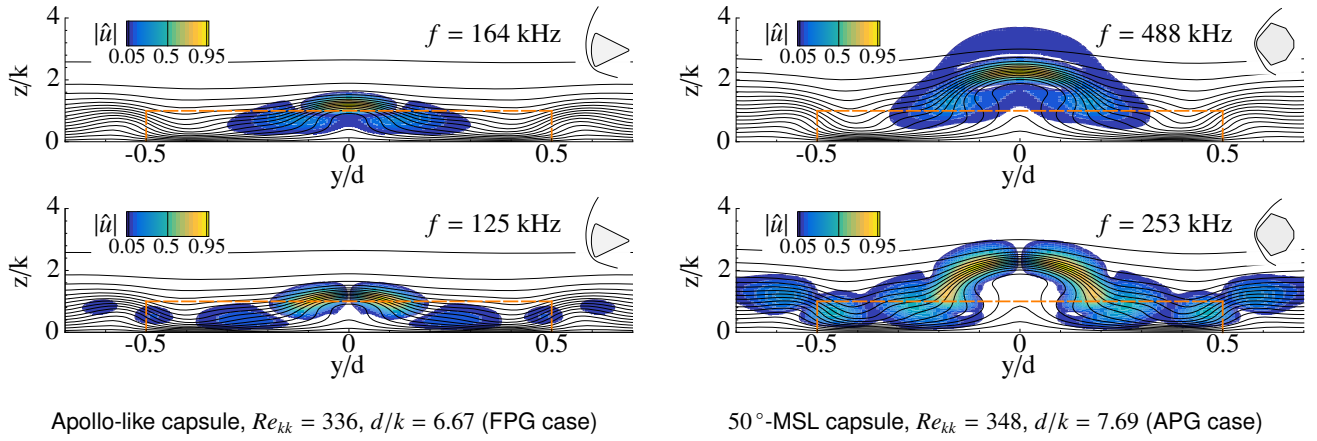 4
|û|
0.05 0.5 0.95
f = 164 kHz
z/k
2
0
-0.5 0 0.5
y/d
4
|û|
0.05 0.5 0.95
f = 488 kHz
z/k
2
0
-0.5 0 0.5
y/d
4
|û|
0.05 0.5 0.95
f = 125 kHz
z/k
2
0
-0.5 0 0.5
y/d
4
|û|
0.05 0.5 0.95
f = 253 kHz
z/k
2
0
-0.5 0 0.5
y/d
Apollo-like capsule, Re_kk = 336, d/k = 6.67 (FPG case)
50°-MSL capsule, Re_kk = 348, d/k = 7.69 (APG case)